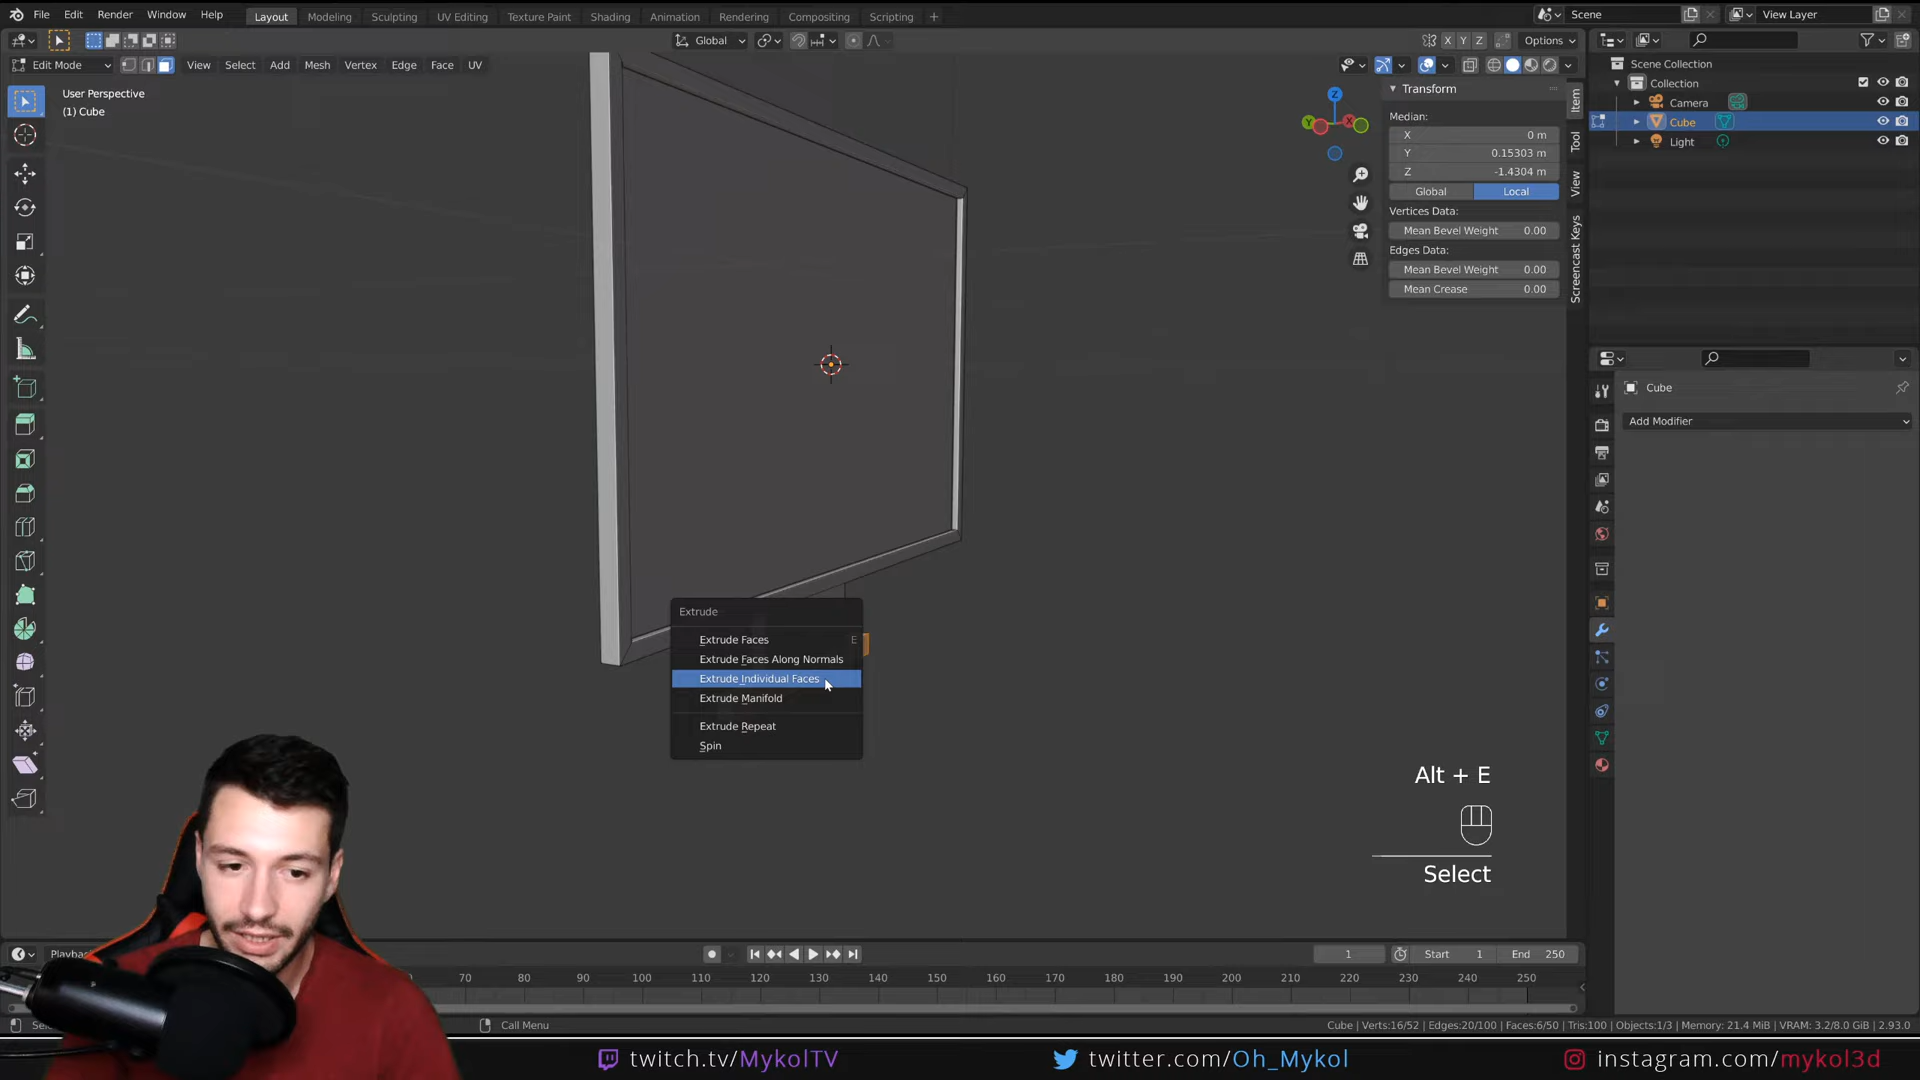 File Edit Render Window Help
Layout Modeling Sculpting UV Editing Texture Paint Shading Animation Rendering Compositing Scripting +
Scene
View Layer
Global
X Y Z
Options
Edit Mode
View Select Add Mesh Vertex Edge Face UV
User Perspective
(1) Cube
Z
Y
X
Transform
Median:
X 0 m
Y 0.15303 m
Z -1.4304 m
Global Local
Vertices Data:
Mean Bevel Weight 0.00
Edges Data:
Mean Bevel Weight 0.00
Mean Crease 0.00
Item
Tool
View
Screencast Keys
Scene Collection
Collection
Camera
Cube
Light
Cube
Add Modifier
Extrude
Extrude Faces E
Extrude Faces Along Normals
Extrude Individual Faces
Extrude Manifold
Extrude Repeat
Spin
Alt + E
Select
1
Start 1
End 250
70 80 90 100 110 120 130 140 150 160 170 180 190 200 210 220 230 240 250
Call Menu
Cube | Verts:16/52 | Edges:20/100 | Faces:6/50 | Tris:100 | Objects:1/3 | Memory: 21.4 MiB | VRAM: 3.2/8.0 GiB | 2.93.0
twitch.tv/MykolTV
twitter.com/Oh_Mykol
instagram.com/mykol3d